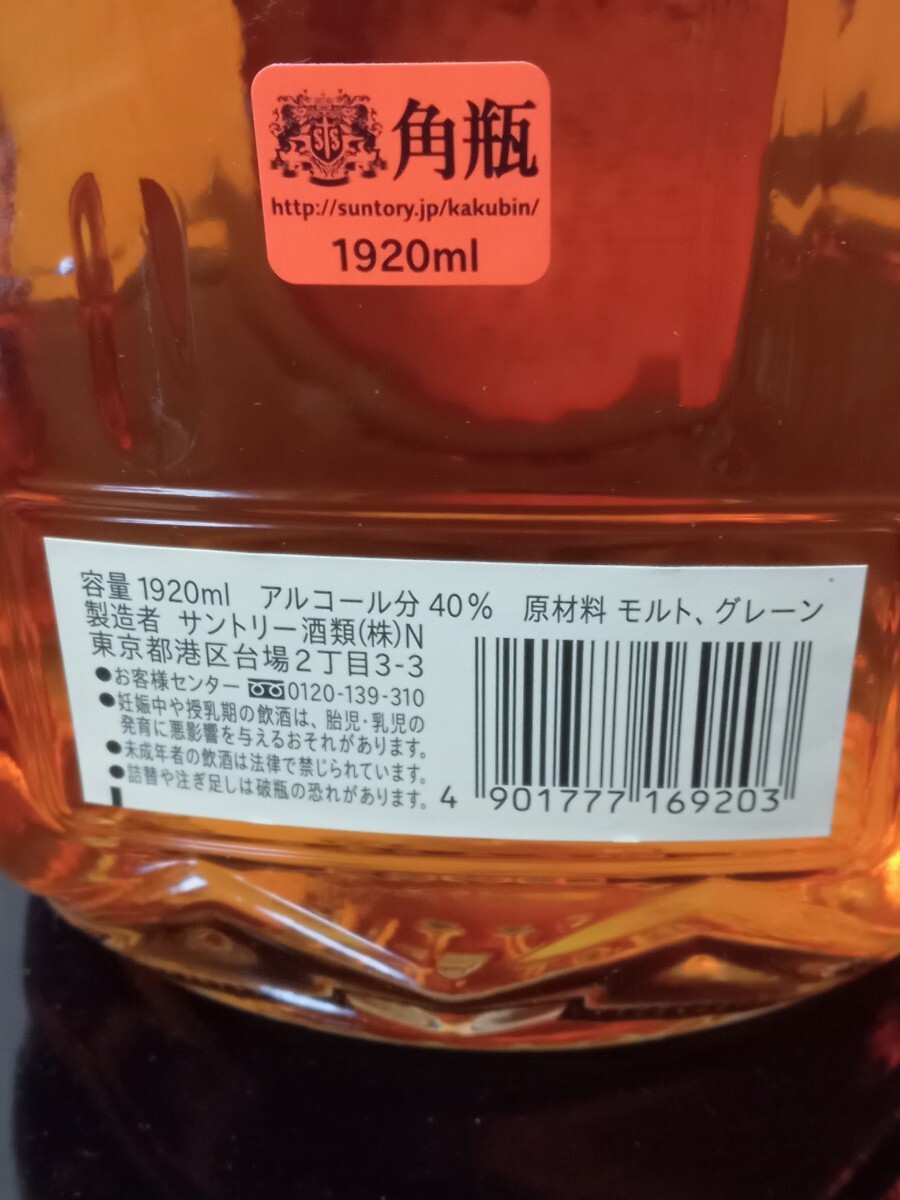 角瓶
http://suntory.jp/kakubin/
1920ml
容量 1920ml アルコール分 40% 原材料 モルト、グレーン
製造者 サントリー酒類(株)N
東京都港区台場2丁目3-3
●お客様センター 0120-139-310
●妊娠中や授乳期の飲酒は、胎児・乳児の
発育に悪影響を与えるおそれがあります。
●未成年者の飲酒は法律で禁じられています。
●詰替や注ぎ足しは破瓶の恐れがあります。
4 901777 169203